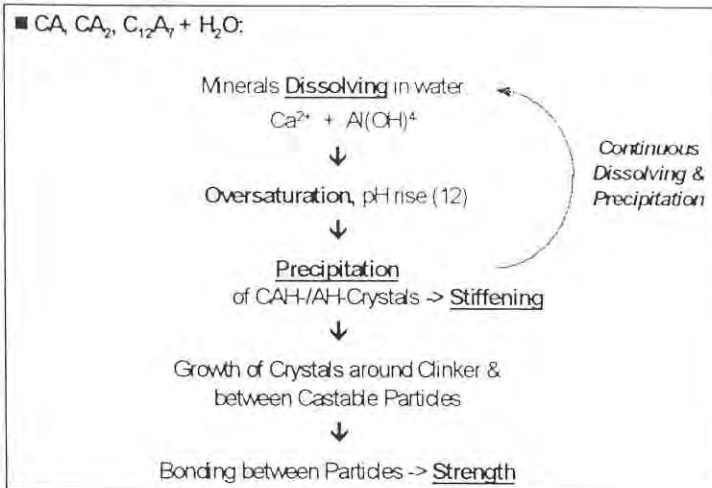 ■ CA, CA₂, C₁₂A₇ + H₂O:
Minerals Dissolving in water
Ca²⁺ + Al(OH)⁴
↓
Continuous
Dissolving &
Precipitation
Oversaturation, pH rise (12)
↓
Precipitation
of CAH-/AH-Crystals -> Stiffening
↓
Growth of Crystals around Clinker &
between Castable Particles
↓
Bonding between Particles -> Strength